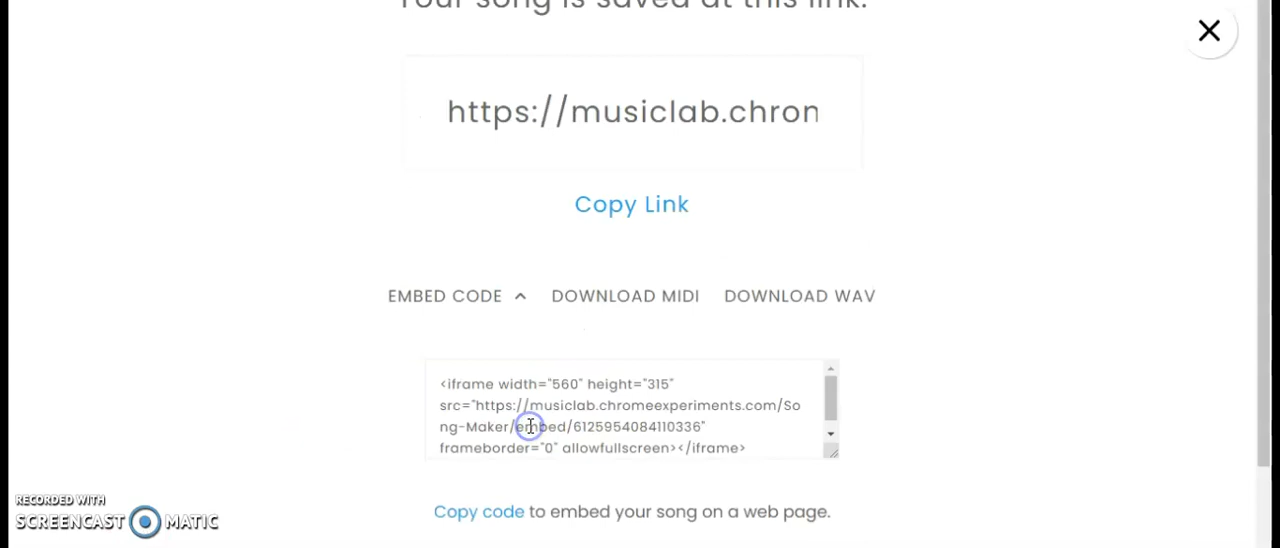 Your song is saved at this link:
https://musiclab.chrom
Copy Link
EMBED CODE DOWNLOAD MIDI DOWNLOAD WAV
<iframe width="560" height="315"
src="https://musiclab.chromeexperiments.com/So
ng-Maker/embed/6125954084110336"
frameborder="0" allowfullscreen></iframe>
Copy code to embed your song on a web page.
RECORDED WITH
SCREENCAST MATIC